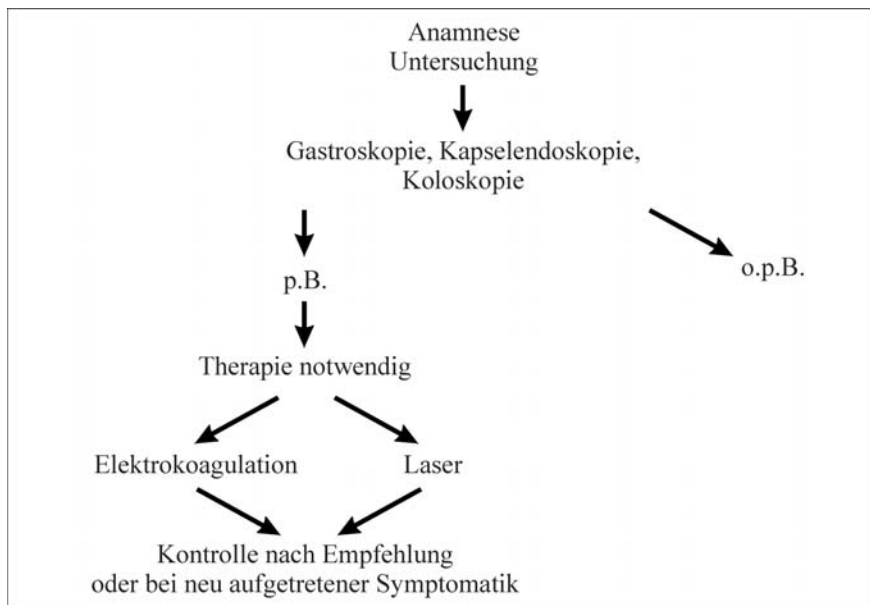 Anamnese
Untersuchung
Gastroskopie, Kapselendoskopie,
Koloskopie
p.B.
o.p.B.
Therapie notwendig
Elektrokoagulation
Laser
Kontrolle nach Empfehlung
oder bei neu aufgetretener Symptomatik